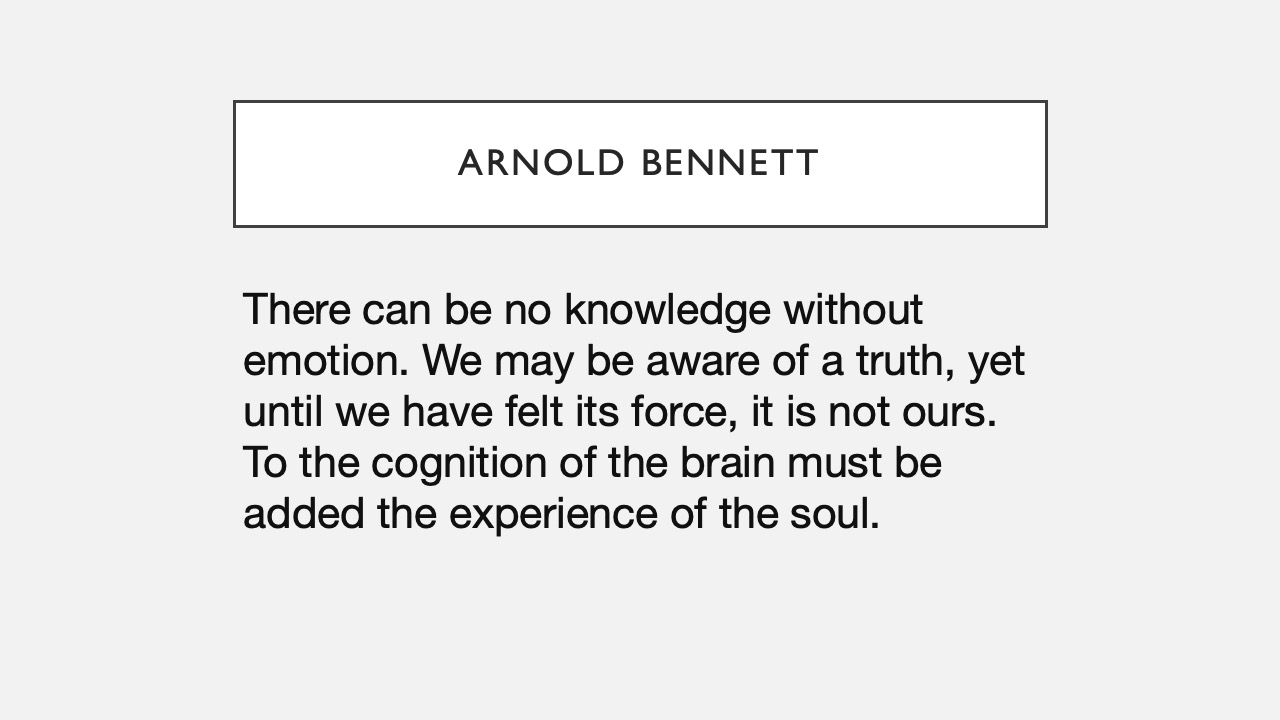 ARNOLD BENNETT
There can be no knowledge without
emotion. We may be aware of a truth, yet
until we have felt its force, it is not ours.
To the cognition of the brain must be
added the experience of the soul.